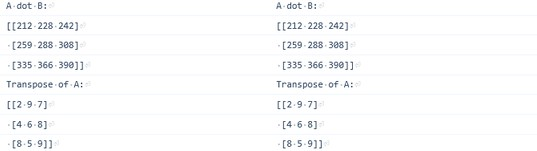 A dot B:
[[212 228 242]
 [259 288 308]
 [335 366 390]]
Transpose of A:
[[2 9 7]
 [4 6 8]
 [8 5 9]]
A dot B:
[[212 228 242]
 [259 288 308]
 [335 366 390]]
Transpose of A:
[[2 9 7]
 [4 6 8]
 [8 5 9]]